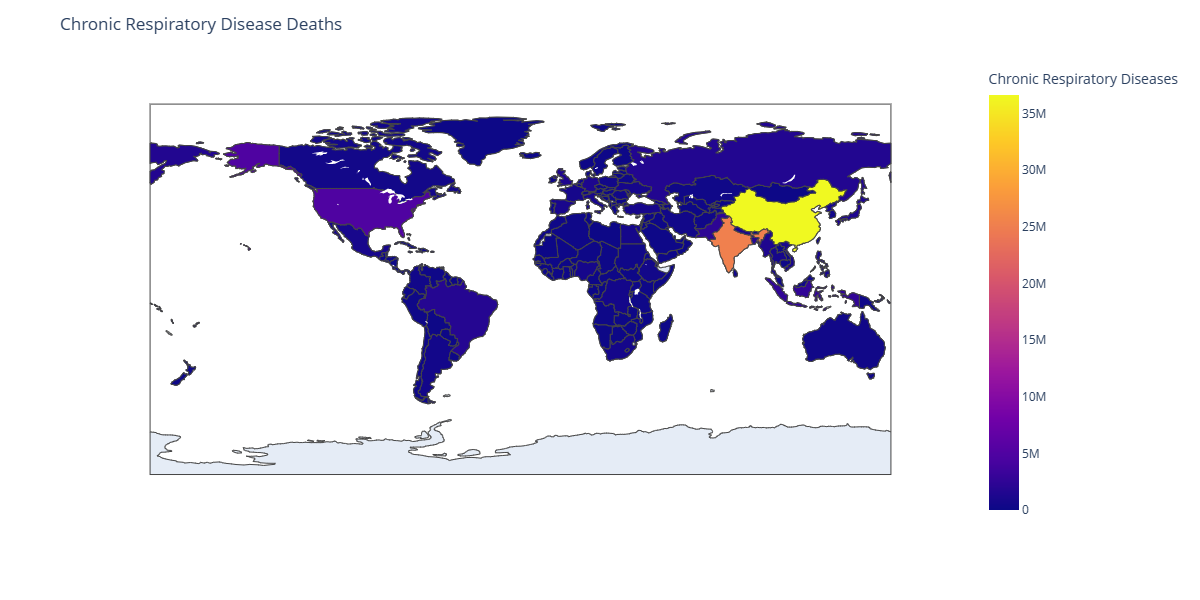 Chronic Respiratory Disease Deaths
Chronic Respiratory Diseases
35M
30M
25M
20M
15M
10M
5M
0